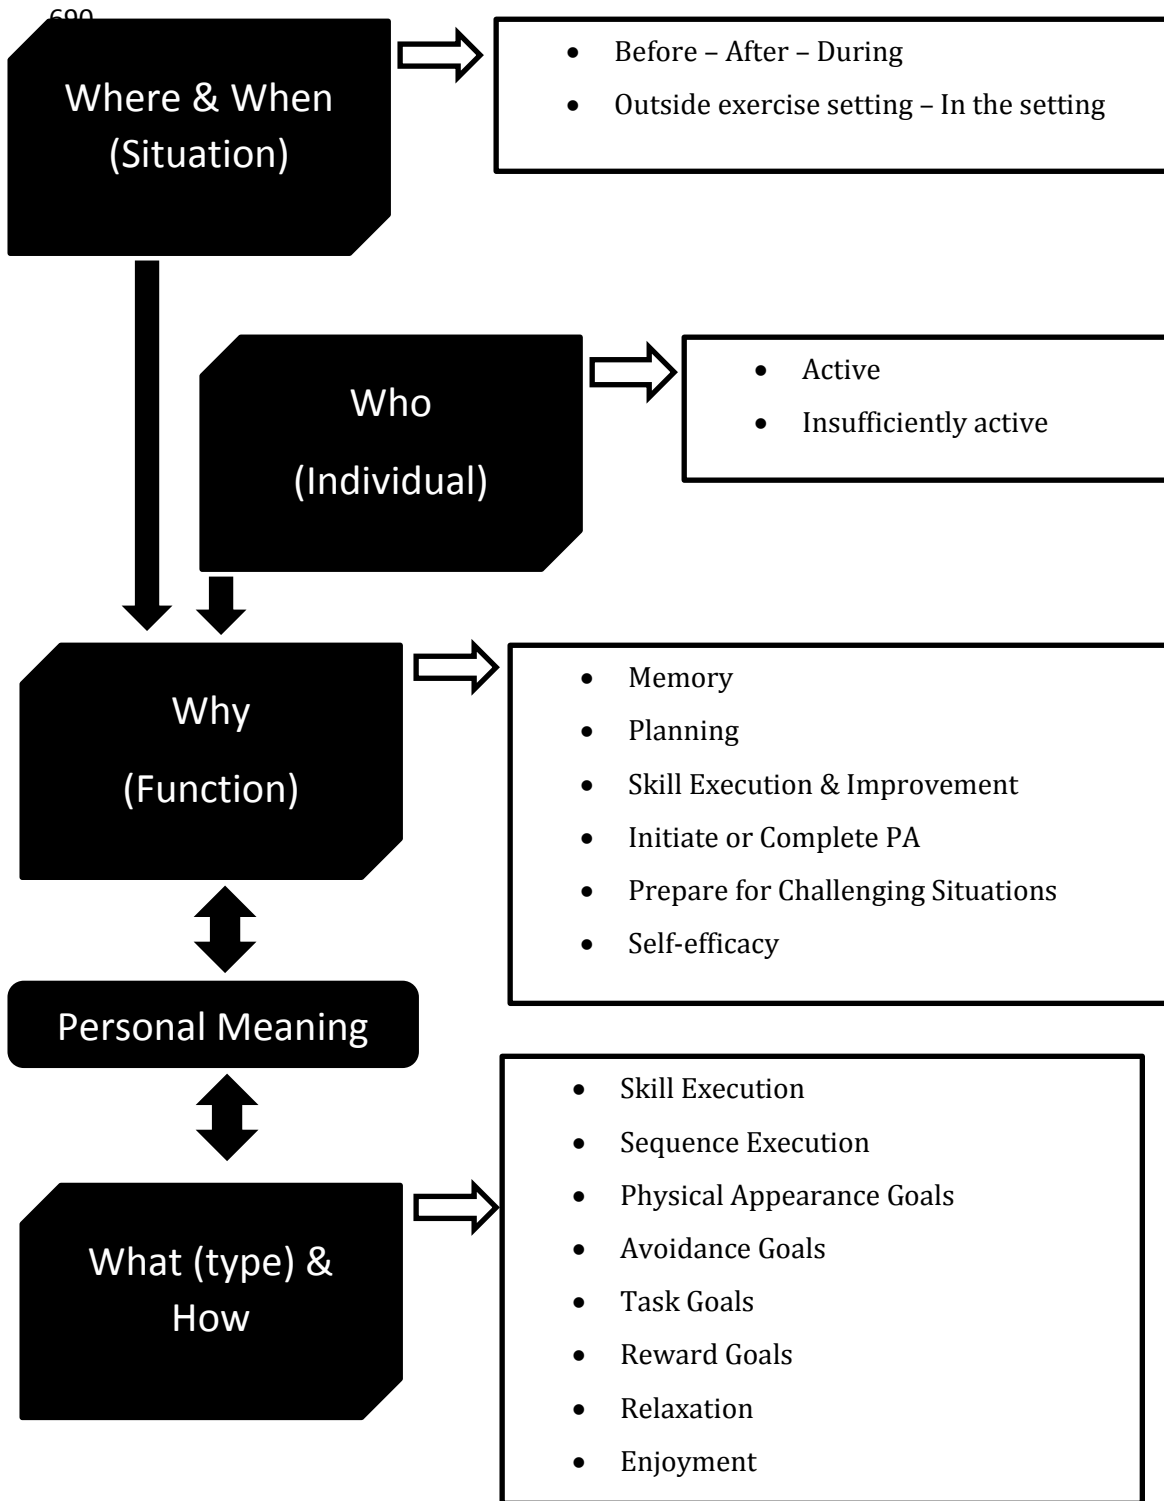 690
Where & When
(Situation)
• Before – After – During
• Outside exercise setting – In the setting
Who
(Individual)
• Active
• Insufficiently active
Why
(Function)
• Memory
• Planning
• Skill Execution & Improvement
• Initiate or Complete PA
• Prepare for Challenging Situations
• Self-efficacy
Personal Meaning
What (type) &
How
• Skill Execution
• Sequence Execution
• Physical Appearance Goals
• Avoidance Goals
• Task Goals
• Reward Goals
• Relaxation
• Enjoyment